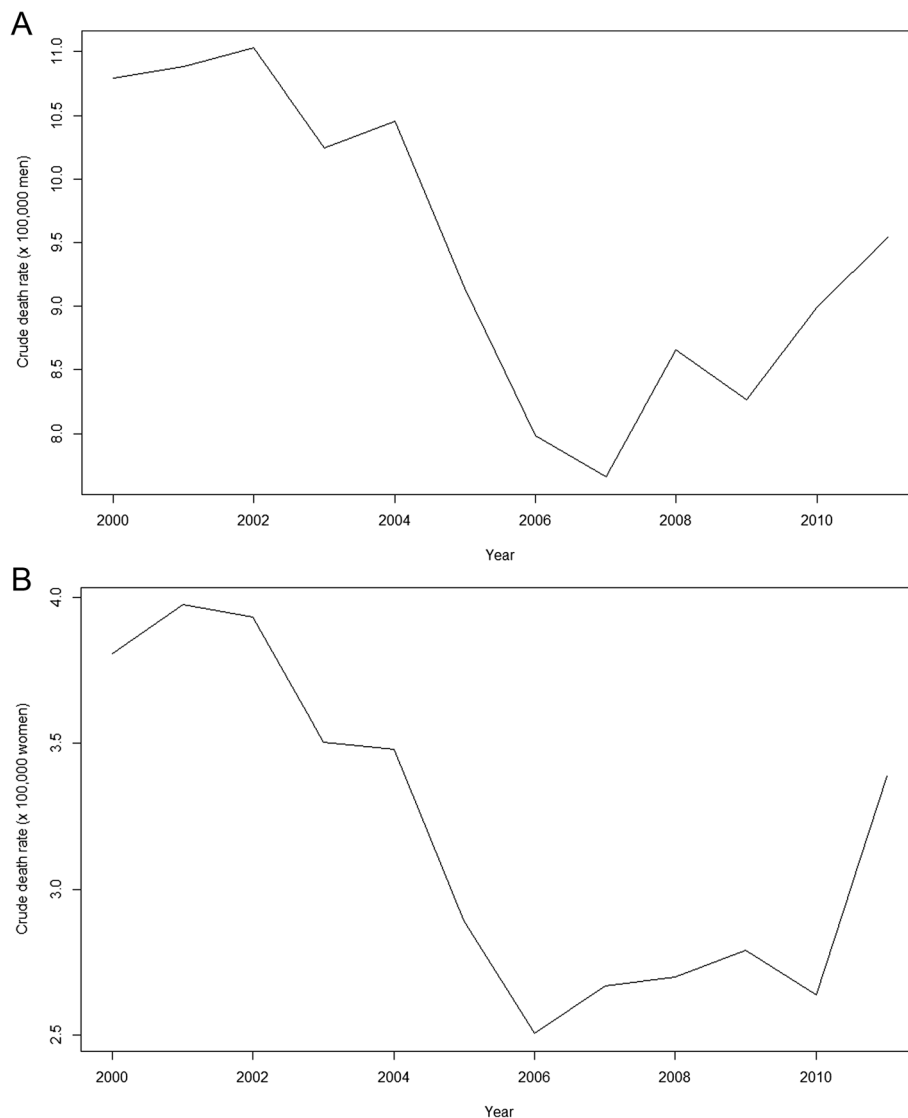 A
Crude death rate (x 100,000 men)
11.0
10.5
10.0
9.5
9.0
8.5
8.0
2000 2002 2004 2006 2008 2010
Year
B
Crude death rate (x 100,000 women)
4.0
3.5
3.0
2.5
2000 2002 2004 2006 2008 2010
Year